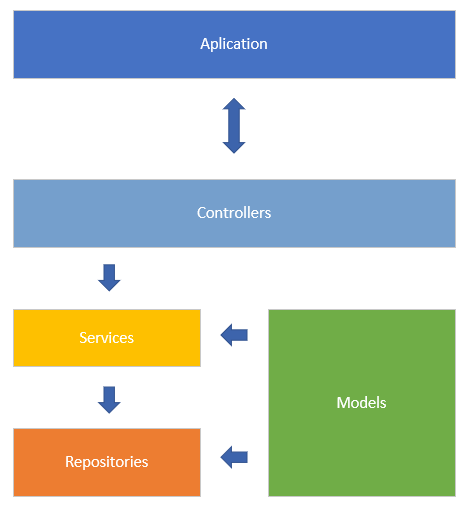 Aplication
Controllers
Services
Models
Repositories